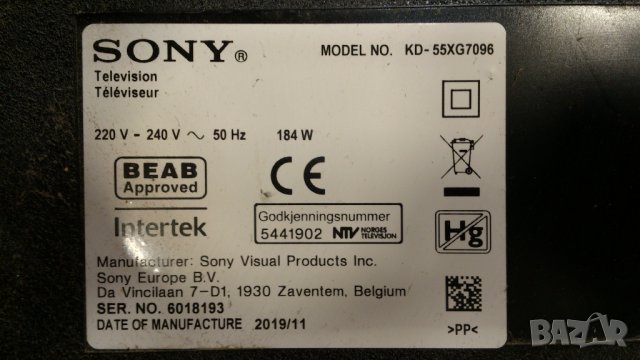 SONY®
MODEL NO. KD-55XG7096
Television
Téléviseur
220 V - 240 V ~ 50 Hz 184 W
BEAB
Approved
CE
Intertek
Godkjenningsnummer
5441902 NTV NORGES TELEVISJON
Hg
Manufacturer: Sony Visual Products Inc.
Sony Europe B.V.
Da Vincilaan 7-D1, 1930 Zaventem, Belgium
SER. NO. 6018193
DATE OF MANUFACTURE 2019/11
>PP<
BAZAR